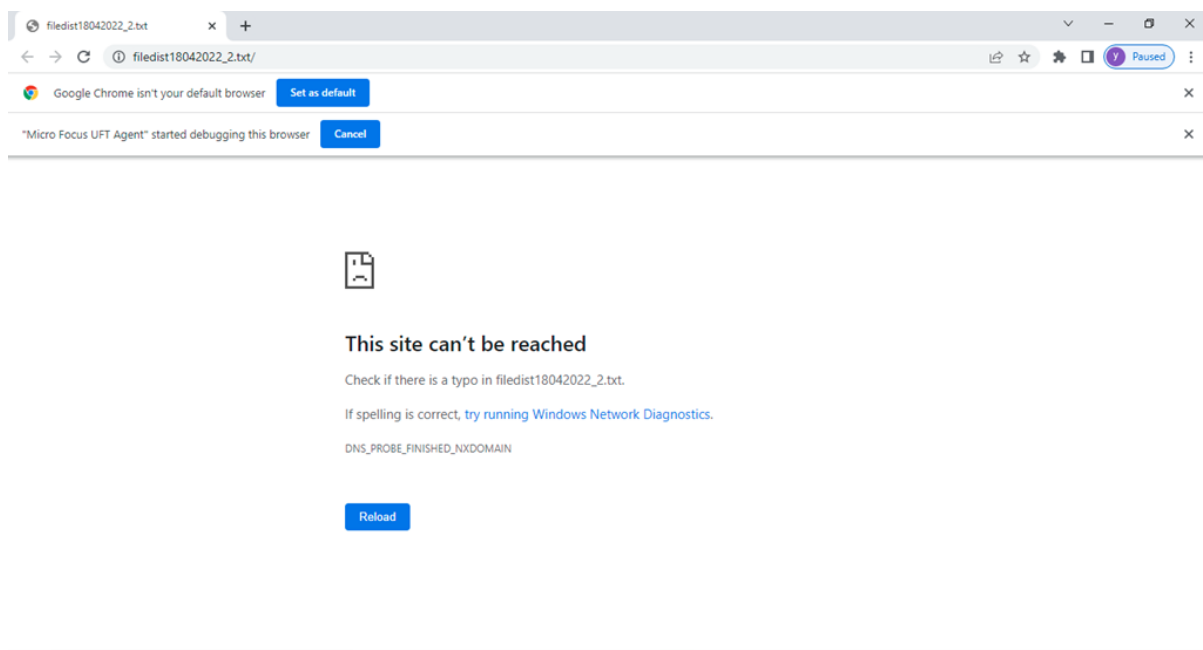 filedist18042022_2.txt
filedist18042022_2.txt/
y Paused
Google Chrome isn't your default browser Set as default
"Micro Focus UFT Agent" started debugging this browser Cancel
This site can't be reached
Check if there is a typo in filedist18042022_2.txt.
If spelling is correct, try running Windows Network Diagnostics.
DNS_PROBE_FINISHED_NXDOMAIN
Reload